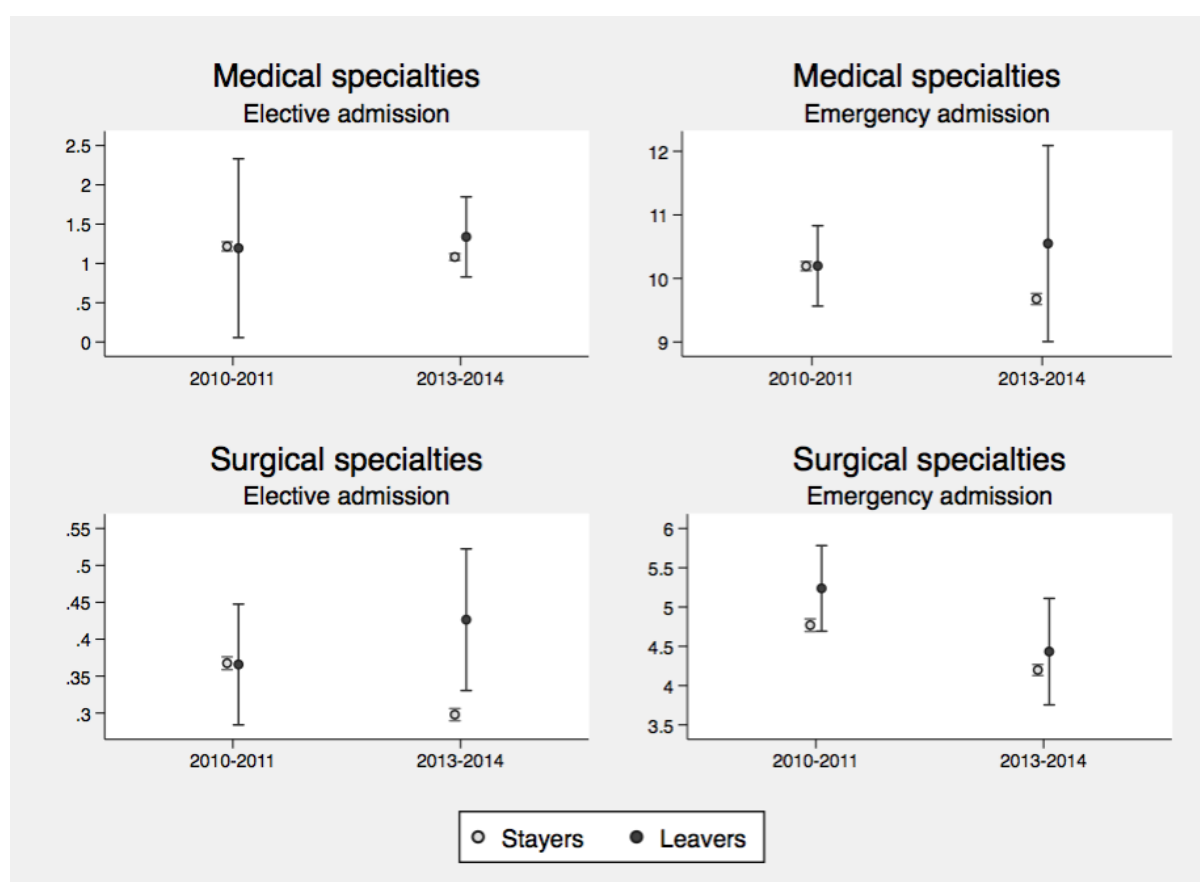 Medical specialties
Elective admission
2.5
2
1.5
1
.5
0
2010-2011 2013-2014
Medical specialties
Emergency admission
12
11
10
9
2010-2011 2013-2014
Surgical specialties
Elective admission
.55
.5
.45
.4
.35
.3
2010-2011 2013-2014
Surgical specialties
Emergency admission
6
5.5
5
4.5
4
3.5
2010-2011 2013-2014
Stayers Leavers